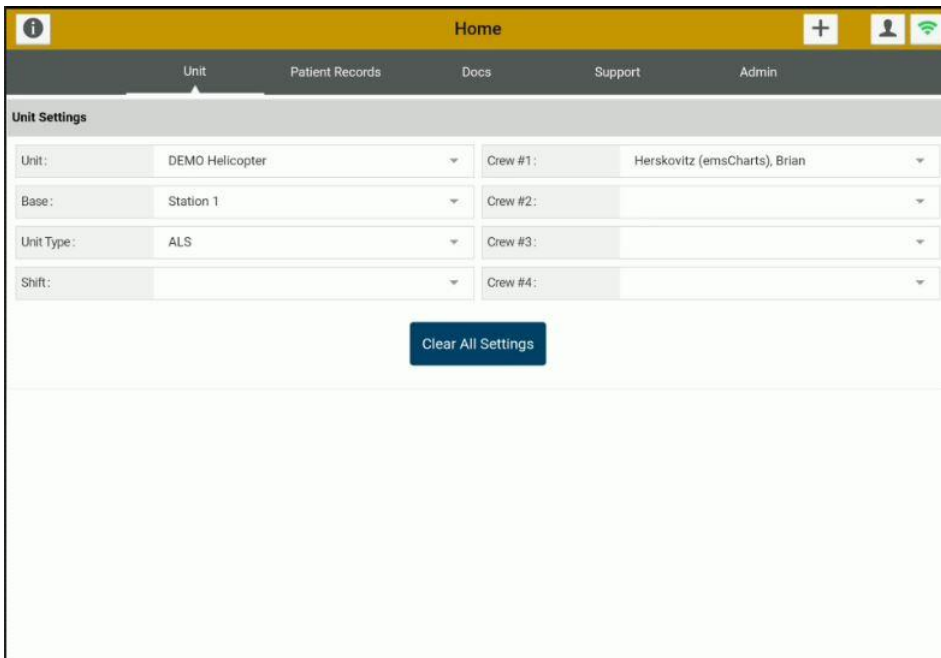 Home
Unit Patient Records Docs Support Admin
Unit Settings
Unit: DEMO Helicopter Crew #1: Herskovitz (emsCharts), Brian
Base: Station 1 Crew #2:
Unit Type: ALS Crew #3:
Shift: Crew #4:
Clear All Settings